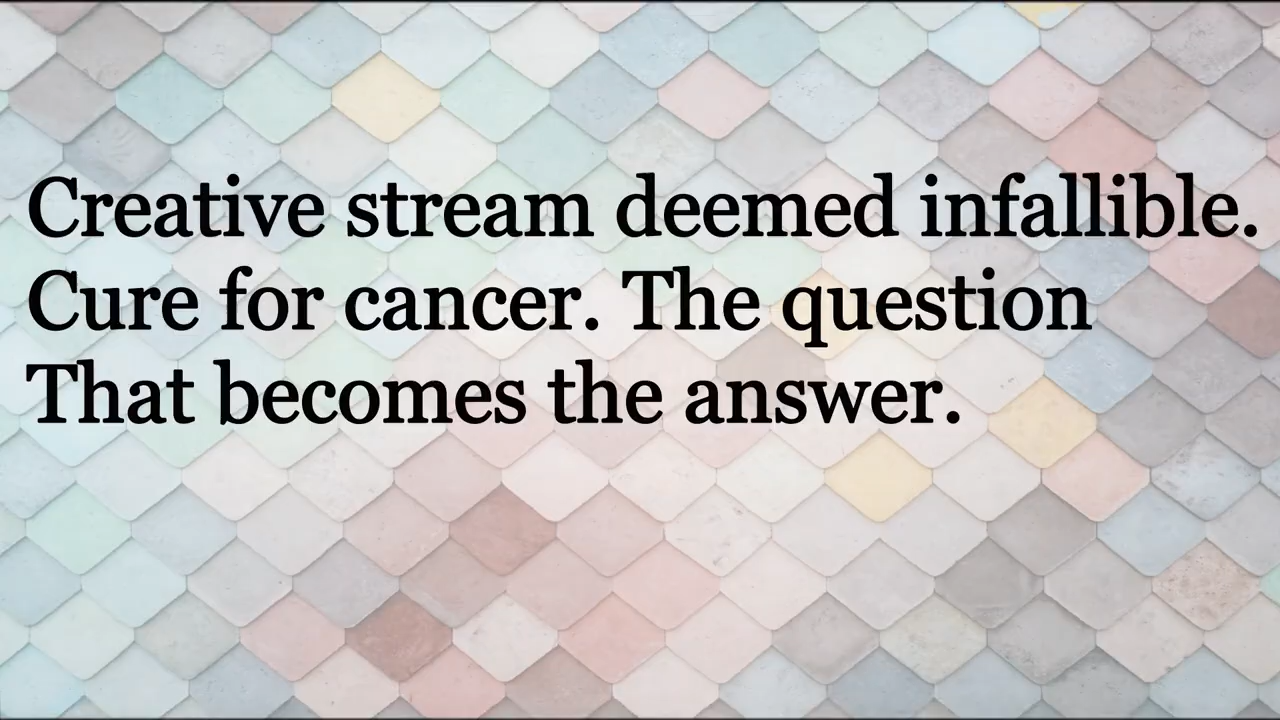 Creative stream deemed infallible.
Cure for cancer. The question
That becomes the answer.